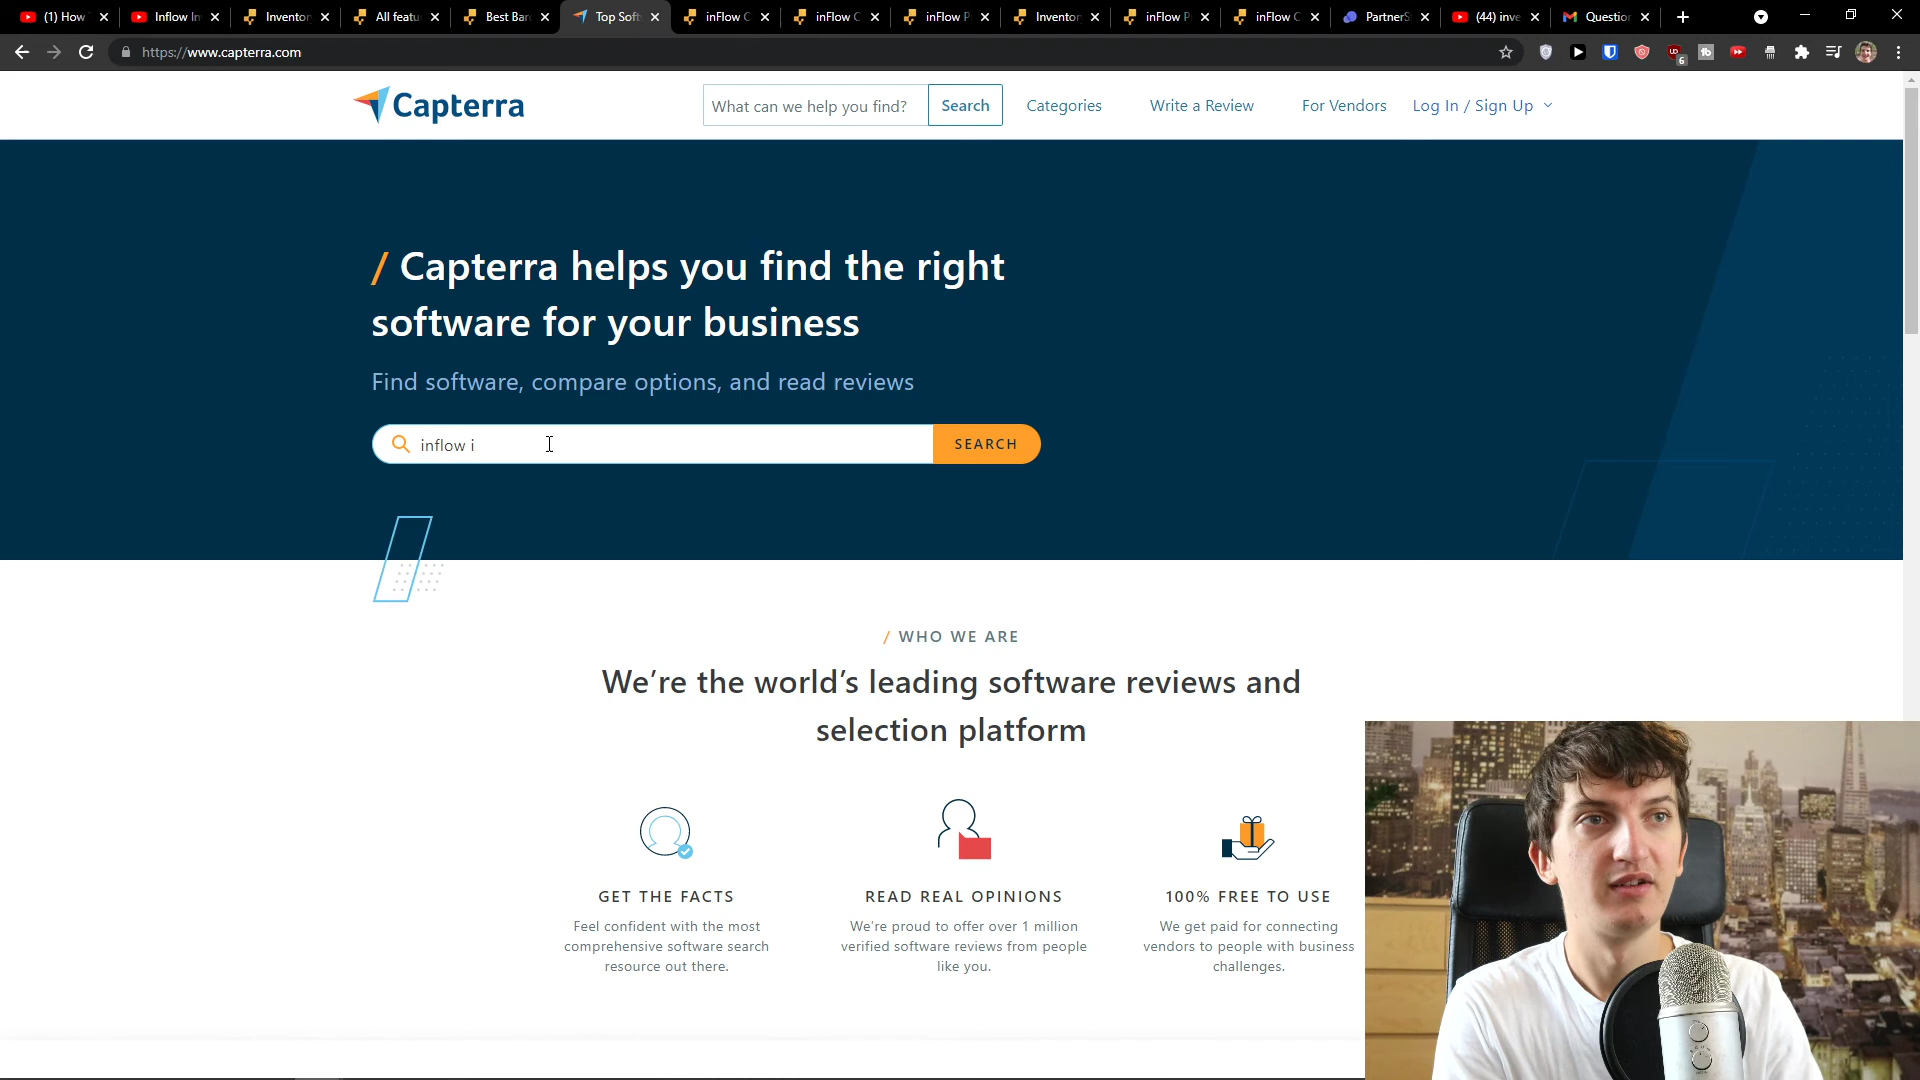 (1) How
Inflow In
Inventor
All featu
Best Bar
Top Soft
inFlow C
inFlow C
inFlow P
Inventor
inFlow P
inFlow C
PartnerS
(44) inve
Question
https://www.capterra.com
6
Capterra
What can we help you find?
Search
Categories
Write a Review
For Vendors
Log In / Sign Up
/ Capterra helps you find the right
software for your business
Find software, compare options, and read reviews
inflow i
SEARCH
/ WHO WE ARE
We're the world's leading software reviews and
selection platform
GET THE FACTS
Feel confident with the most
comprehensive software search
resource out there.
READ REAL OPINIONS
We're proud to offer over 1 million
verified software reviews from people
like you.
100% FREE TO USE
We get paid for connecting
vendors to people with business
challenges.